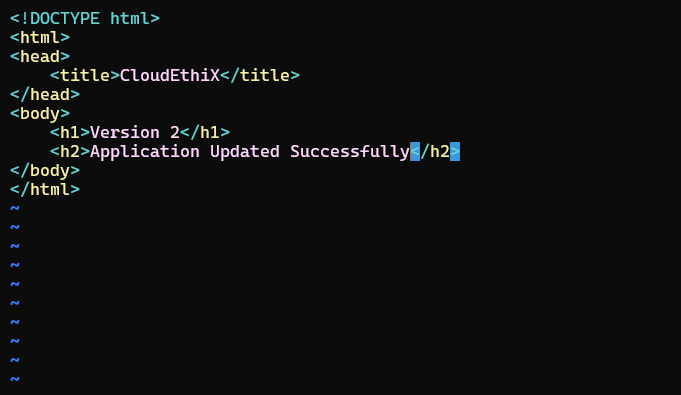 <!DOCTYPE html>
<html>
<head>
    <title>CloudEthiX</title>
</head>
<body>
    <h1>Version 2</h1>
    <h2>Application Updated Successfully</h2>
</body>
</html>
~
~
~
~
~
~
~
~
~
~